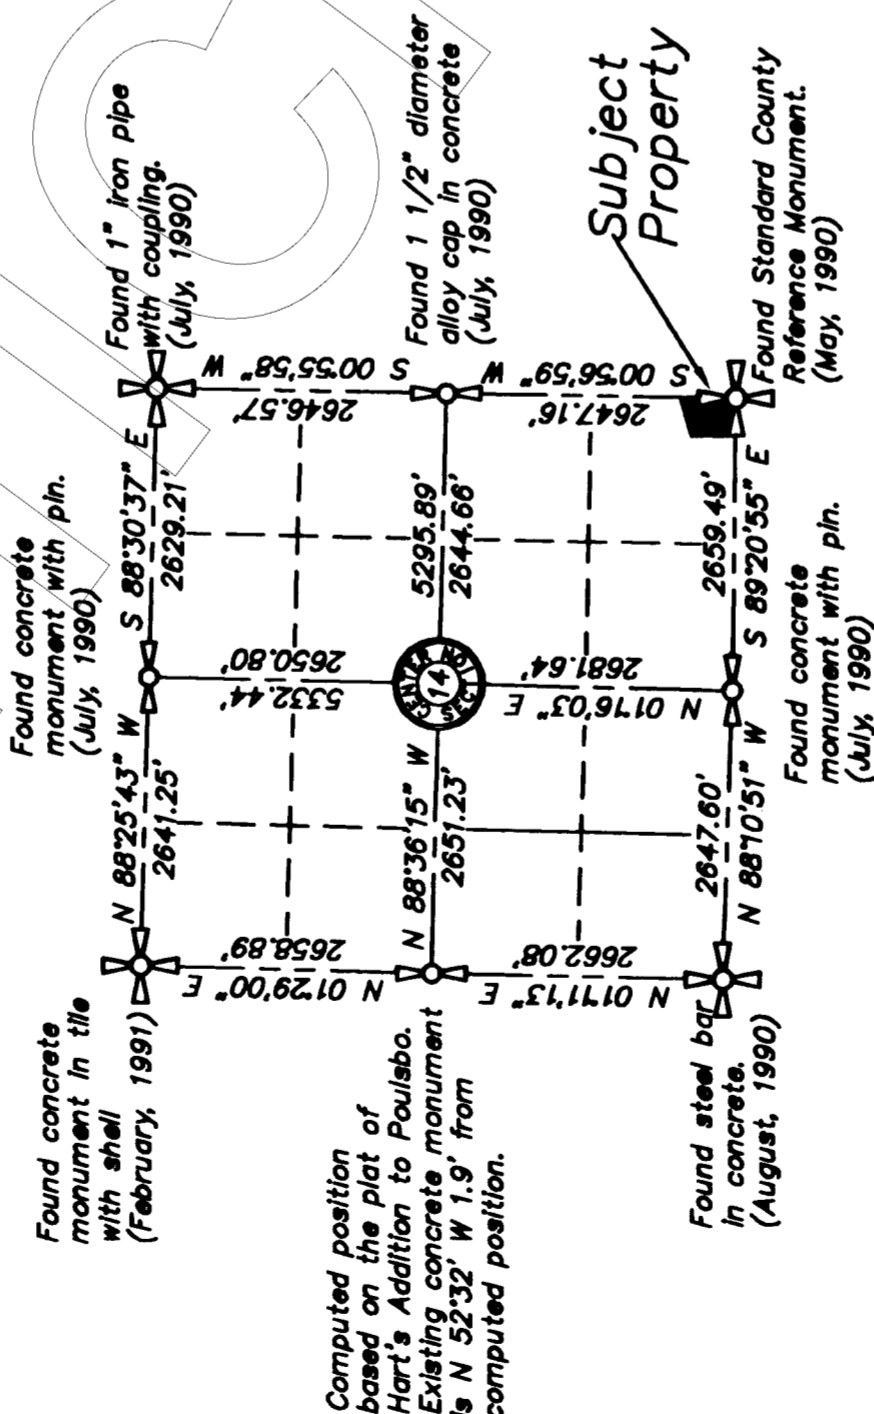 Found 1" iron pipe
with coupling.
(July, 1990)
Found 1 1/2" diameter
alloy cap in concrete
(July, 1990)
Subject
Property
Found Standard County
Reference Monument.
(May, 1990)
S 00°55'58" W
2646.57'
S 00°56'59" W
2647.16'
Found concrete
monument with pin.
(July, 1990)
S 88°30'37" E
2629.21'
5295.89'
2644.66'
2659.49'
S 89°20'55" E
2650.80'
5332.44'
CENTER
SEC
14
2681.64'
N 01°16'03" E
Found concrete
monument with pin.
(July, 1990)
N 88°25'43" W
2641.25'
N 88°36'15" W
2651.23'
2647.60'
N 88°10'51" W
2658.89'
N 01°29'00" E
2662.08'
N 01°11'13" E
Found concrete
monument in tile
with shell
(February, 1991)
Computed position
based on the plat of
Hart's Addition to Poulsbo.
Existing concrete monument
is N 52°32' W 1.9' from
computed position.
Found steel bar
in concrete.
(August, 1990)